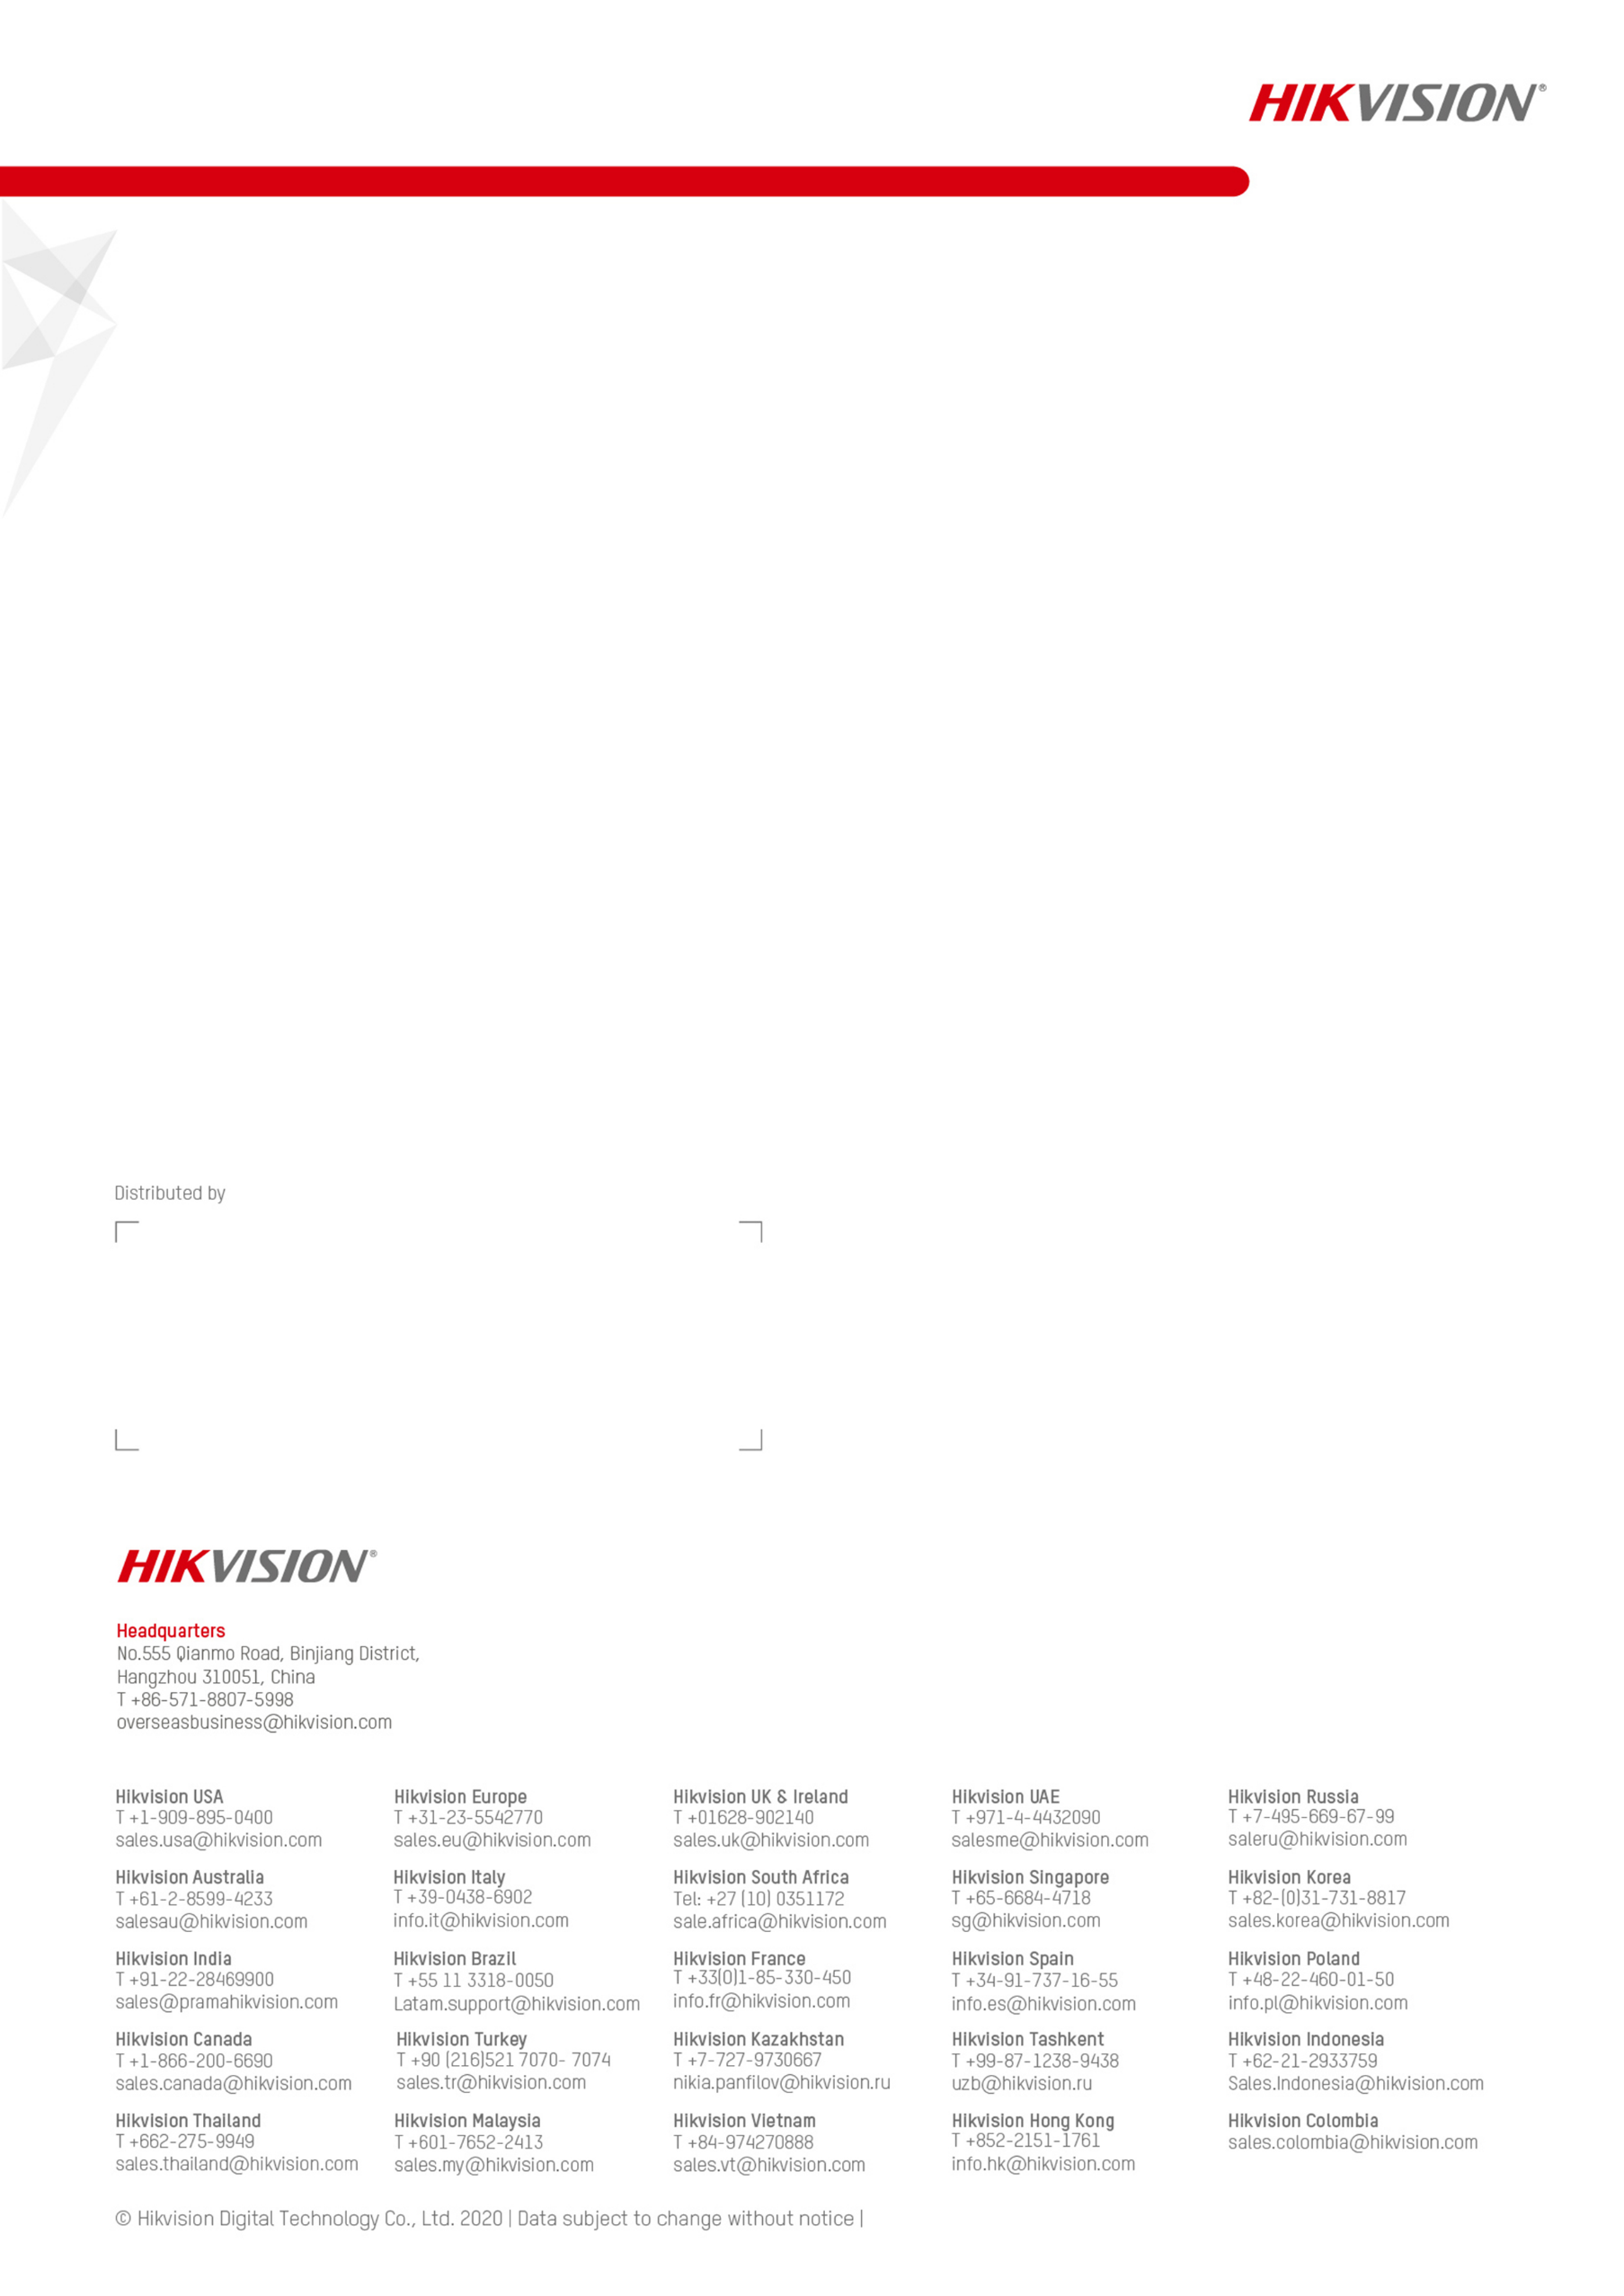 HIKVISION®
Distributed by
HIKVISION®
Headquarters
No.555 Qianmo Road, Binjiang District,
Hangzhou 310051, China
T +86-571-8807-5998
overseasbusiness@hikvision.com
Hikvision USA
T +1-909-895-0400
sales.usa@hikvision.com
Hikvision Europe
T +31-23-5542770
sales.eu@hikvision.com
Hikvision UK & Ireland
T +01628-902140
sales.uk@hikvision.com
Hikvision UAE
T +971-4-4432090
salesme@hikvision.com
Hikvision Russia
T +7-495-669-67-99
saleru@hikvision.com
Hikvision Australia
T +61-2-8599-4233
salesau@hikvision.com
Hikvision Italy
T +39-0438-6902
info.it@hikvision.com
Hikvision South Africa
Tel: +27 (10) 0351172
sale.africa@hikvision.com
Hikvision Singapore
T +65-6684-4718
sg@hikvision.com
Hikvision Korea
T +82-(0)31-731-8817
sales.korea@hikvision.com
Hikvision India
T +91-22-28469900
sales@pramahikvision.com
Hikvision Brazil
T +55 11 3318-0050
Latam.support@hikvision.com
Hikvision France
T +33(0)1-85-330-450
info.fr@hikvision.com
Hikvision Spain
T +34-91-737-16-55
info.es@hikvision.com
Hikvision Poland
T +48-22-460-01-50
info.pl@hikvision.com
Hikvision Canada
T +1-866-200-6690
sales.canada@hikvision.com
Hikvision Turkey
T +90 (216)521 7070- 7074
sales.tr@hikvision.com
Hikvision Kazakhstan
T +7-727-9730667
nikia.panfilov@hikvision.ru
Hikvision Tashkent
T +99-87-1238-9438
uzb@hikvision.ru
Hikvision Indonesia
T +62-21-2933759
Sales.Indonesia@hikvision.com
Hikvision Thailand
T +662-275-9949
sales.thailand@hikvision.com
Hikvision Malaysia
T +601-7652-2413
sales.my@hikvision.com
Hikvision Vietnam
T +84-974270888
sales.vt@hikvision.com
Hikvision Hong Kong
T +852-2151-1761
info.hk@hikvision.com
Hikvision Colombia
sales.colombia@hikvision.com
© Hikvision Digital Technology Co., Ltd. 2020 | Data subject to change without notice |